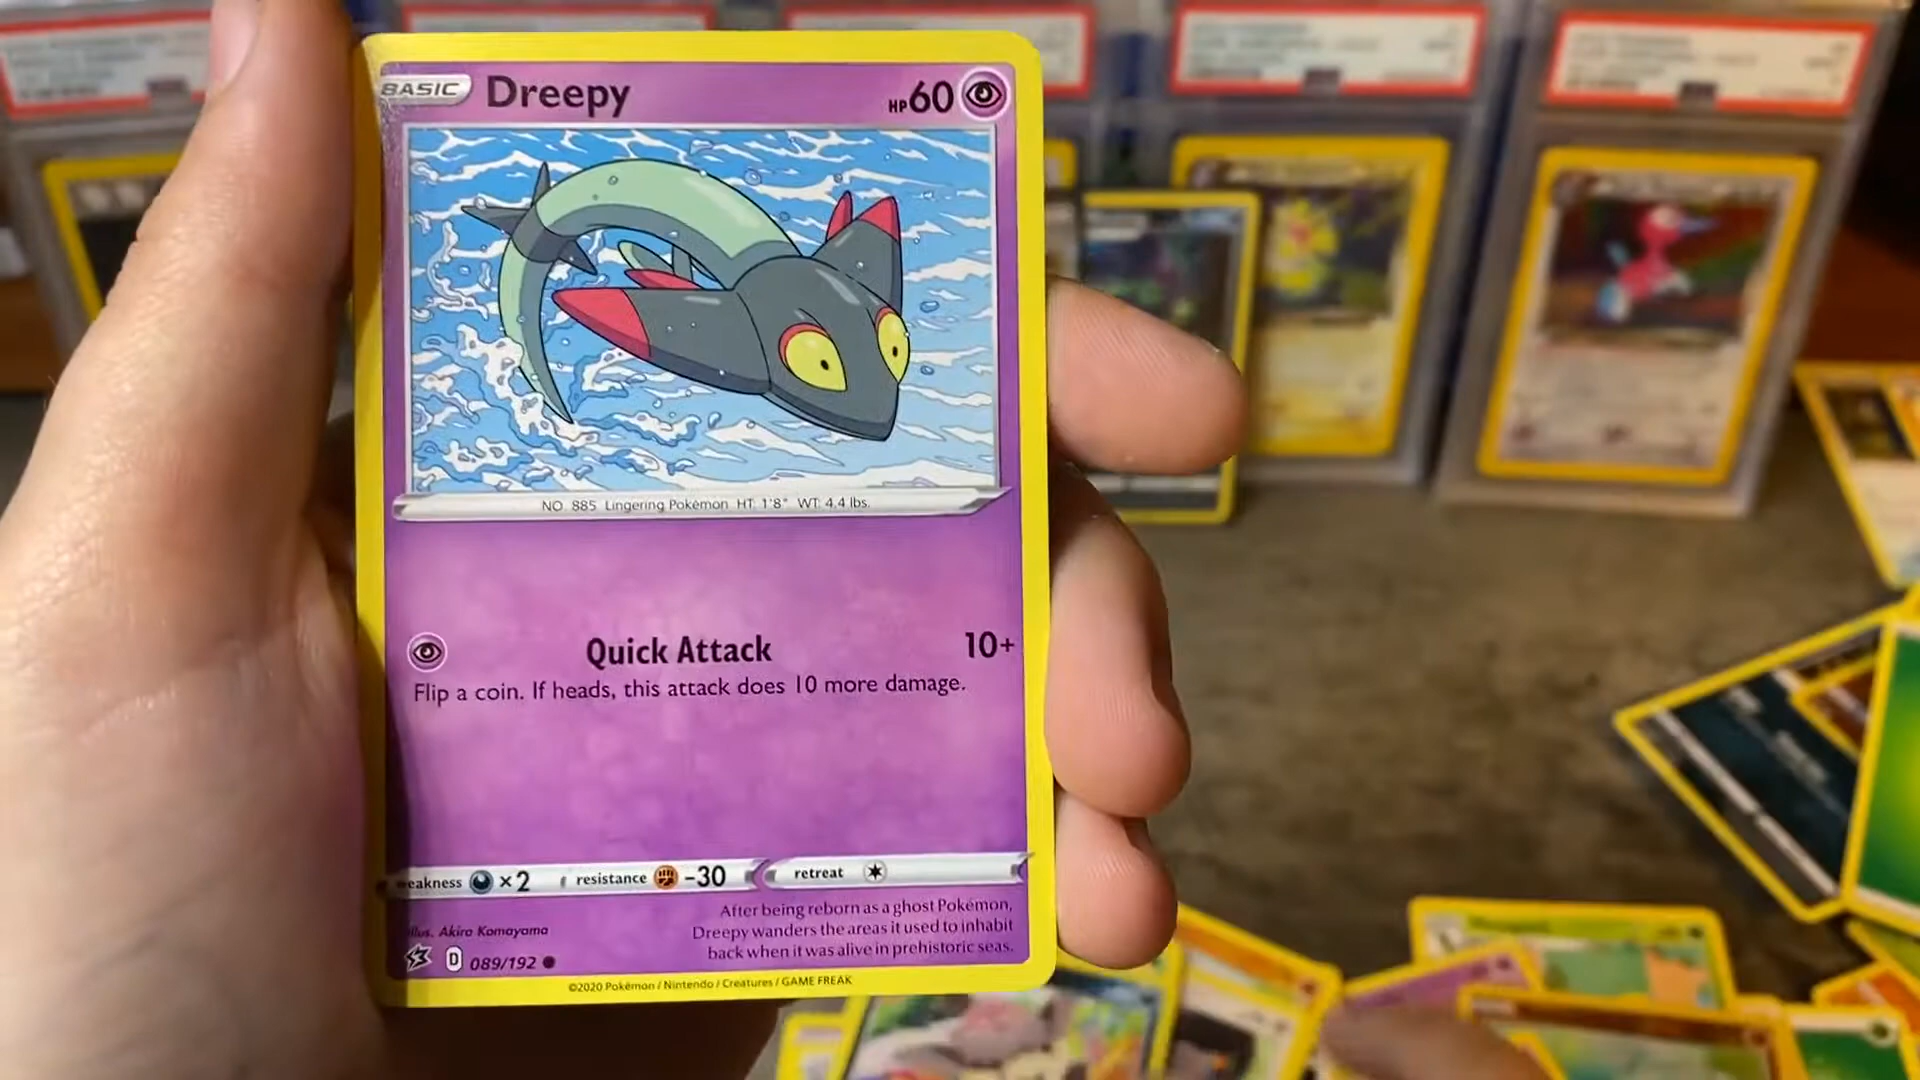 BASIC Dreepy HP60
NO. 885 Lingering Pokémon HT: 1'8" WT: 4.4 lbs.
Quick Attack 10+
Flip a coin. If heads, this attack does 10 more damage.
weakness ×2 resistance -30 retreat
After being reborn as a ghost Pokémon,
Illus. Akira Komayama Dreepy wanders the areas it used to inhabit
back when it was alive in prehistoric seas.
D 089/192
©2020 Pokémon / Nintendo / Creatures / GAME FREAK